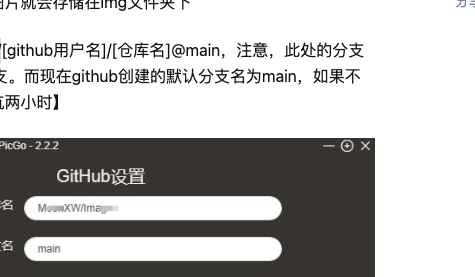 图片就会存储在img文件夹下
分享
/[github用户名]/[仓库名]@main，注意，此处的分支
支。而现在github创建的默认分支名为main，如果不
坑两小时】
PicGo - 2.2.2
GitHub设置
库名
XW/Image
支名
main